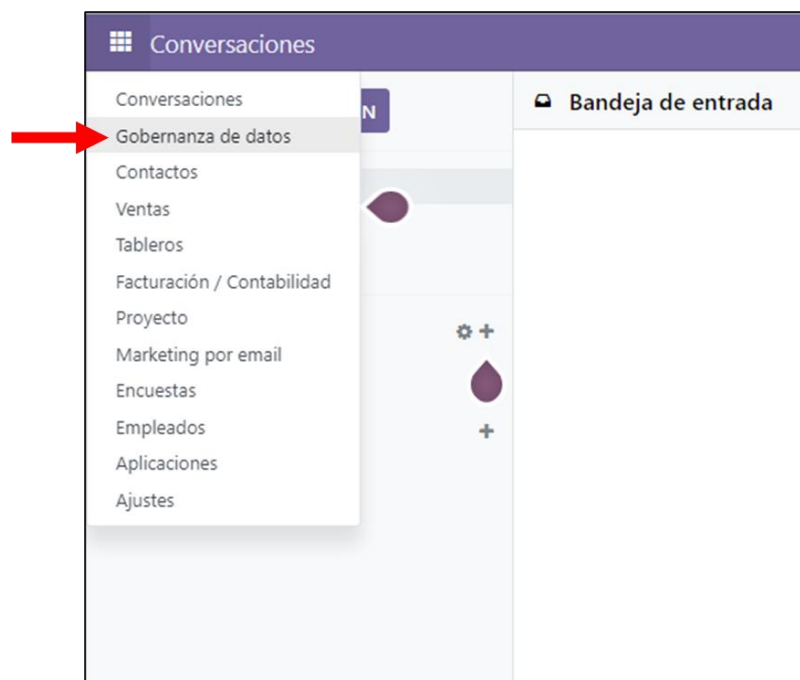 Conversaciones
Conversaciones
N
Bandeja de entrada
Gobernanza de datos
Contactos
Ventas
Tableros
Facturación / Contabilidad
Proyecto
Marketing por email
Encuestas
Empleados
Aplicaciones
Ajustes